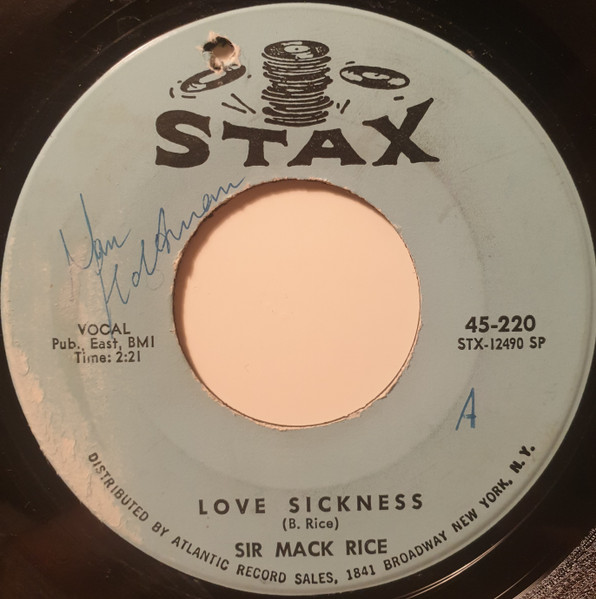 STAX
VOCAL
Pub., East, BMI
Time: 2:21
45-220
STX-12490 SP
A
LOVE SICKNESS
(B. Rice)
SIR MACK RICE
DISTRIBUTED BY ATLANTIC RECORD SALES, 1841 BROADWAY NEW YORK, N.Y.